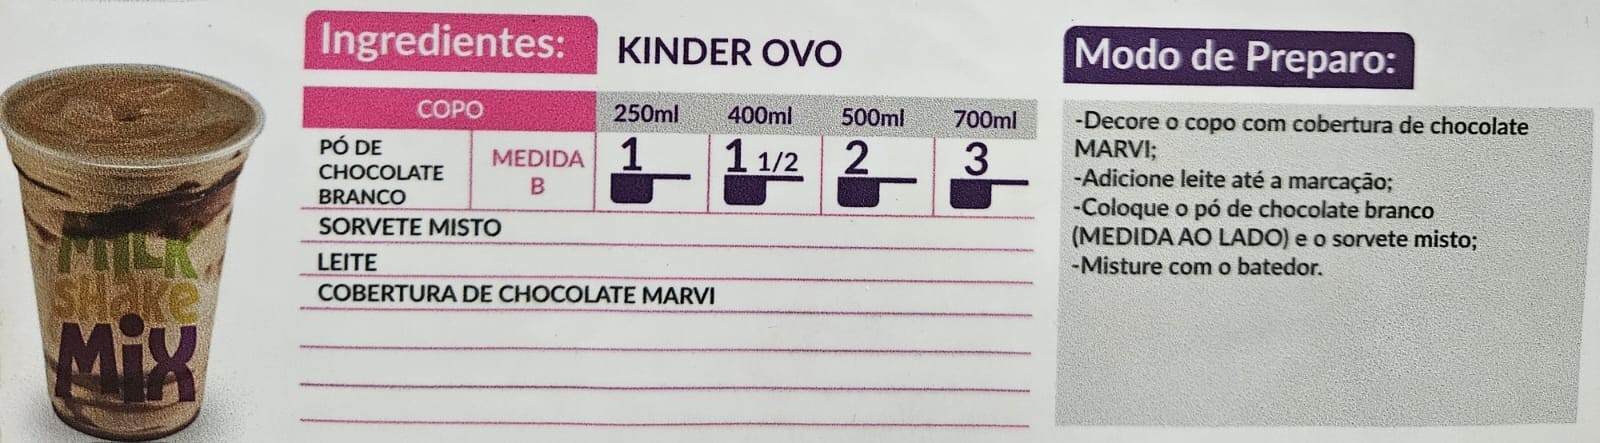 Ingredientes:
KINDER OVO
COPO
250ml
400ml
500ml
700ml
PÓ DE
CHOCOLATE
BRANCO
MEDIDA
B
1
1 1/2
2
3
SORVETE MISTO
LEITE
COBERTURA DE CHOCOLATE MARVI
Modo de Preparo:
-Decore o copo com cobertura de chocolate
MARVI;
-Adicione leite até a marcação;
-Coloque o pó de chocolate branco
(MEDIDA AO LADO) e o sorvete misto;
-Misture com o batedor.
MILK
SHAKE
MIX